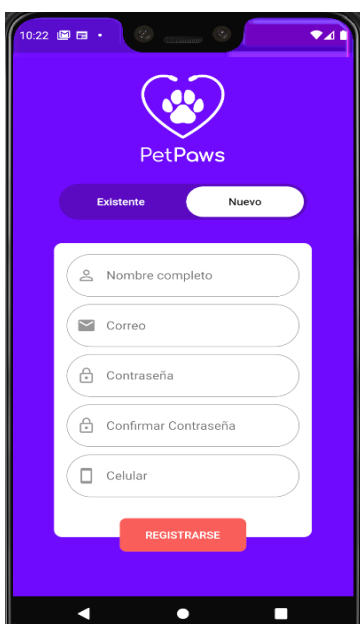 10:22
PetPaws
Existente Nuevo
Nombre completo
Correo
Contraseña
Confirmar Contraseña
Celular
REGISTRARSE